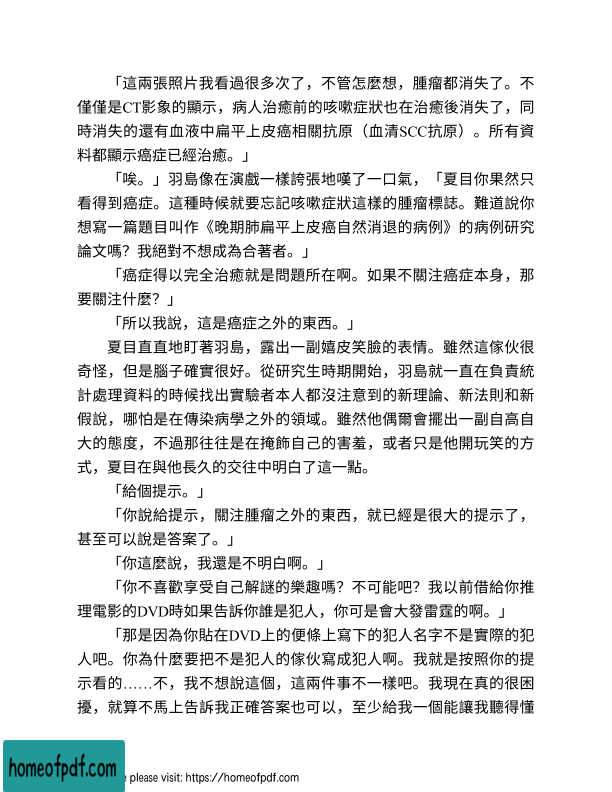 「這兩張照片我看過很多次了，不管怎麼想，腫瘤都消失了。不
僅僅是CT影象的顯示，病人治癒前的咳嗽症狀也在治癒後消失了，同
時消失的還有血液中扁平上皮癌相關抗原（血清SCC抗原）。所有資
料都顯示癌症已經治癒。」
「唉。」羽島像在演戲一樣誇張地嘆了一口氣，「夏目你果然只
看得到癌症。這種時候就要忘記咳嗽症狀這樣的腫瘤標誌。難道說你
想寫一篇題目叫作《晚期肺扁平上皮癌自然消退的病例》的病例研究
論文嗎？我絕對不想成為合著者。」
「癌症得以完全治癒就是問題所在啊。如果不關注癌症本身，那
要關注什麼？」
「所以我說，這是癌症之外的東西。」
夏目直直地盯著羽島，露出一副嬉皮笑臉的表情。雖然這傢伙很
奇怪，但是腦子確實很好。從研究生時期開始，羽島就一直在負責統
計處理資料的時候找出實驗者本人都沒注意到的新理論、新法則和新
假說，哪怕是在傳染病學之外的領域。雖然他偶爾會擺出一副自高自
大的態度，不過那往往是在掩飾自己的害羞，或者只是他開玩笑的方
式，夏目在與他長久的交往中明白了這一點。
「給個提示。」
「你說給提示，關注腫瘤之外的東西，就已經是很大的提示了，
甚至可以說是答案了。」
「你這麼說，我還是不明白啊。」
「你不喜歡享受自己解謎的樂趣嗎？不可能吧？我以前借給你推
理電影的DVD時如果告訴你誰是犯人，你可是會大發雷霆的啊。」
「那是因為你貼在DVD上的便條上寫下的犯人名字不是實際的犯
人吧。你為什麼要把不是犯人的傢伙寫成犯人啊。我就是按照你的提
示看的……不，我不想說這個，這兩件事不一樣吧。我現在真的很困
擾，就算不馬上告訴我正確答案也可以，至少給我一個能讓我聽得懂
homeofpdf.com
please visit: https://homeofpdf.com